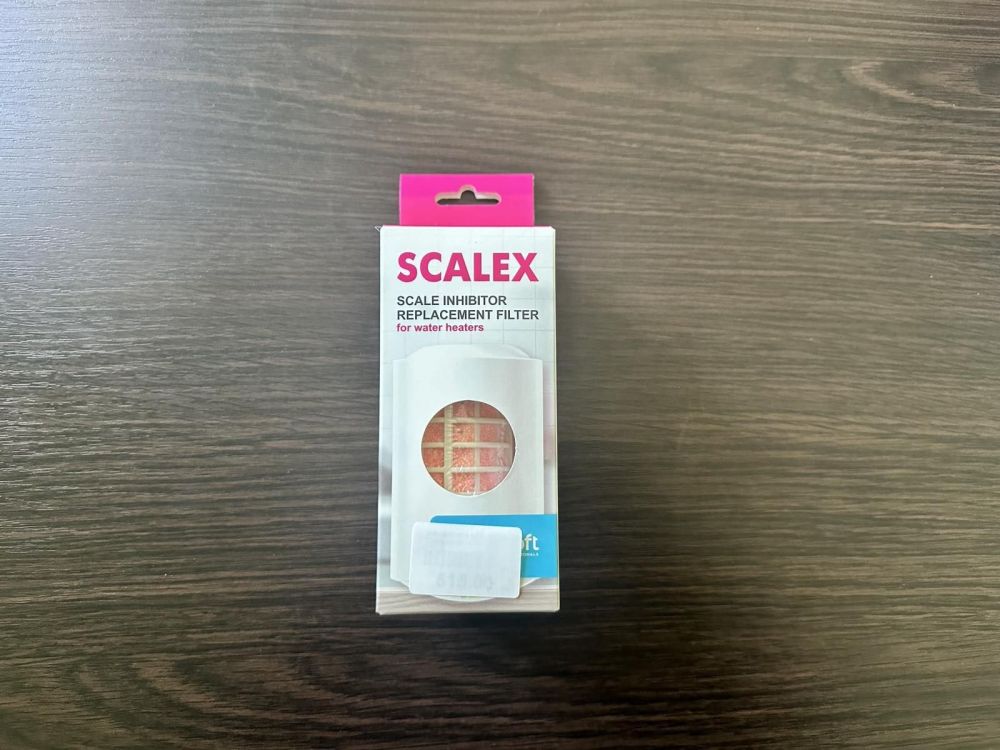 SCALEX
SCALE INHIBITOR
REPLACEMENT FILTER
for water heaters